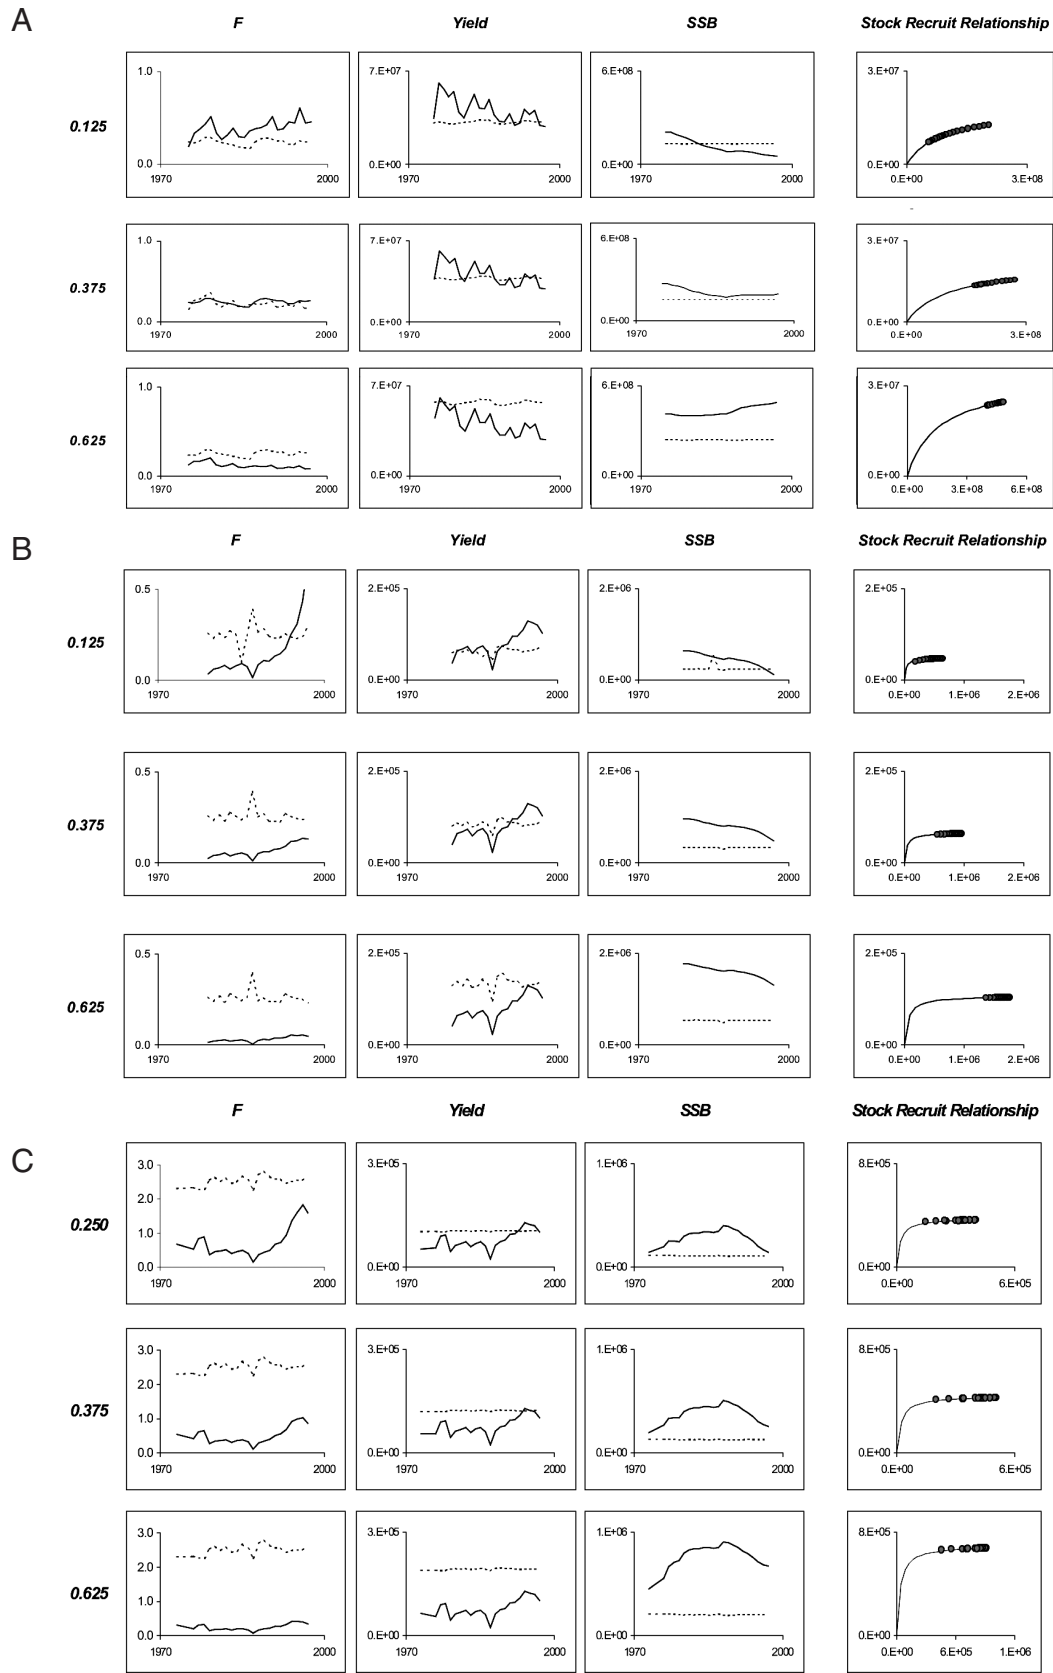 A
F Yield SSB Stock Recruit Relationship
0.125
1.0 7.E+07 6.E+08 3.E+07
0.0 0.E+00 0.E+00 0.E+00
1970 2000 1970 2000 1970 2000 0.E+00 3.E+08
0.375
1.0 7.E+07 6.E+08 3.E+07
0.0 0.E+00 0.E+00 0.E+00
1970 2000 1970 2000 1970 2000 0.E+00 3.E+08
0.625
1.0 7.E+07 6.E+08 3.E+07
0.0 0.E+00 0.E+00 0.E+00
1970 2000 1970 2000 1970 2000 0.E+00 3.E+08 6.E+08
B
F Yield SSB Stock Recruit Relationship
0.125
0.5 2.E+05 2.E+06 2.E+05
0.0 0.E+00 0.E+00 0.E+00
1970 2000 1970 2000 1970 2000 0.E+00 1.E+06 2.E+06
0.375
0.5 2.E+05 2.E+06 2.E+05
0.0 0.E+00 0.E+00 0.E+00
1970 2000 1970 2000 1970 2000 0.E+00 1.E+06 2.E+06
0.625
0.5 2.E+05 2.E+06 2.E+05
0.0 0.E+00 0.E+00 0.E+00
1970 2000 1970 2000 1970 2000 0.E+00 1.E+06 2.E+06
F Yield SSB Stock Recruit Relationship
C
0.250
3.0 3.E+05 1.E+06 8.E+05
2.0
1.0
0.0 0.E+00 0.E+00 0.E+00
1970 2000 1970 2000 1970 2000 0.E+00 6.E+05
0.375
3.0 3.E+05 1.E+06 8.E+05
2.0
1.0
0.0 0.E+00 0.E+00 0.E+00
1970 2000 1970 2000 1970 2000 0.E+00 6.E+05
0.625
3.0 3.E+05 1.E+06 8.E+05
2.0
1.0
0.0 0.E+00 0.E+00 0.E+00
1970 2000 1970 2000 1970 2000 0.E+00 6.E+05 1.E+06